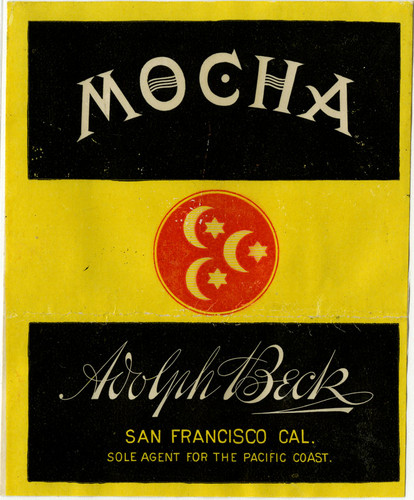 MOCHA
Adolph Beck
SAN FRANCISCO CAL.
SOLE AGENT FOR THE PACIFIC COAST.